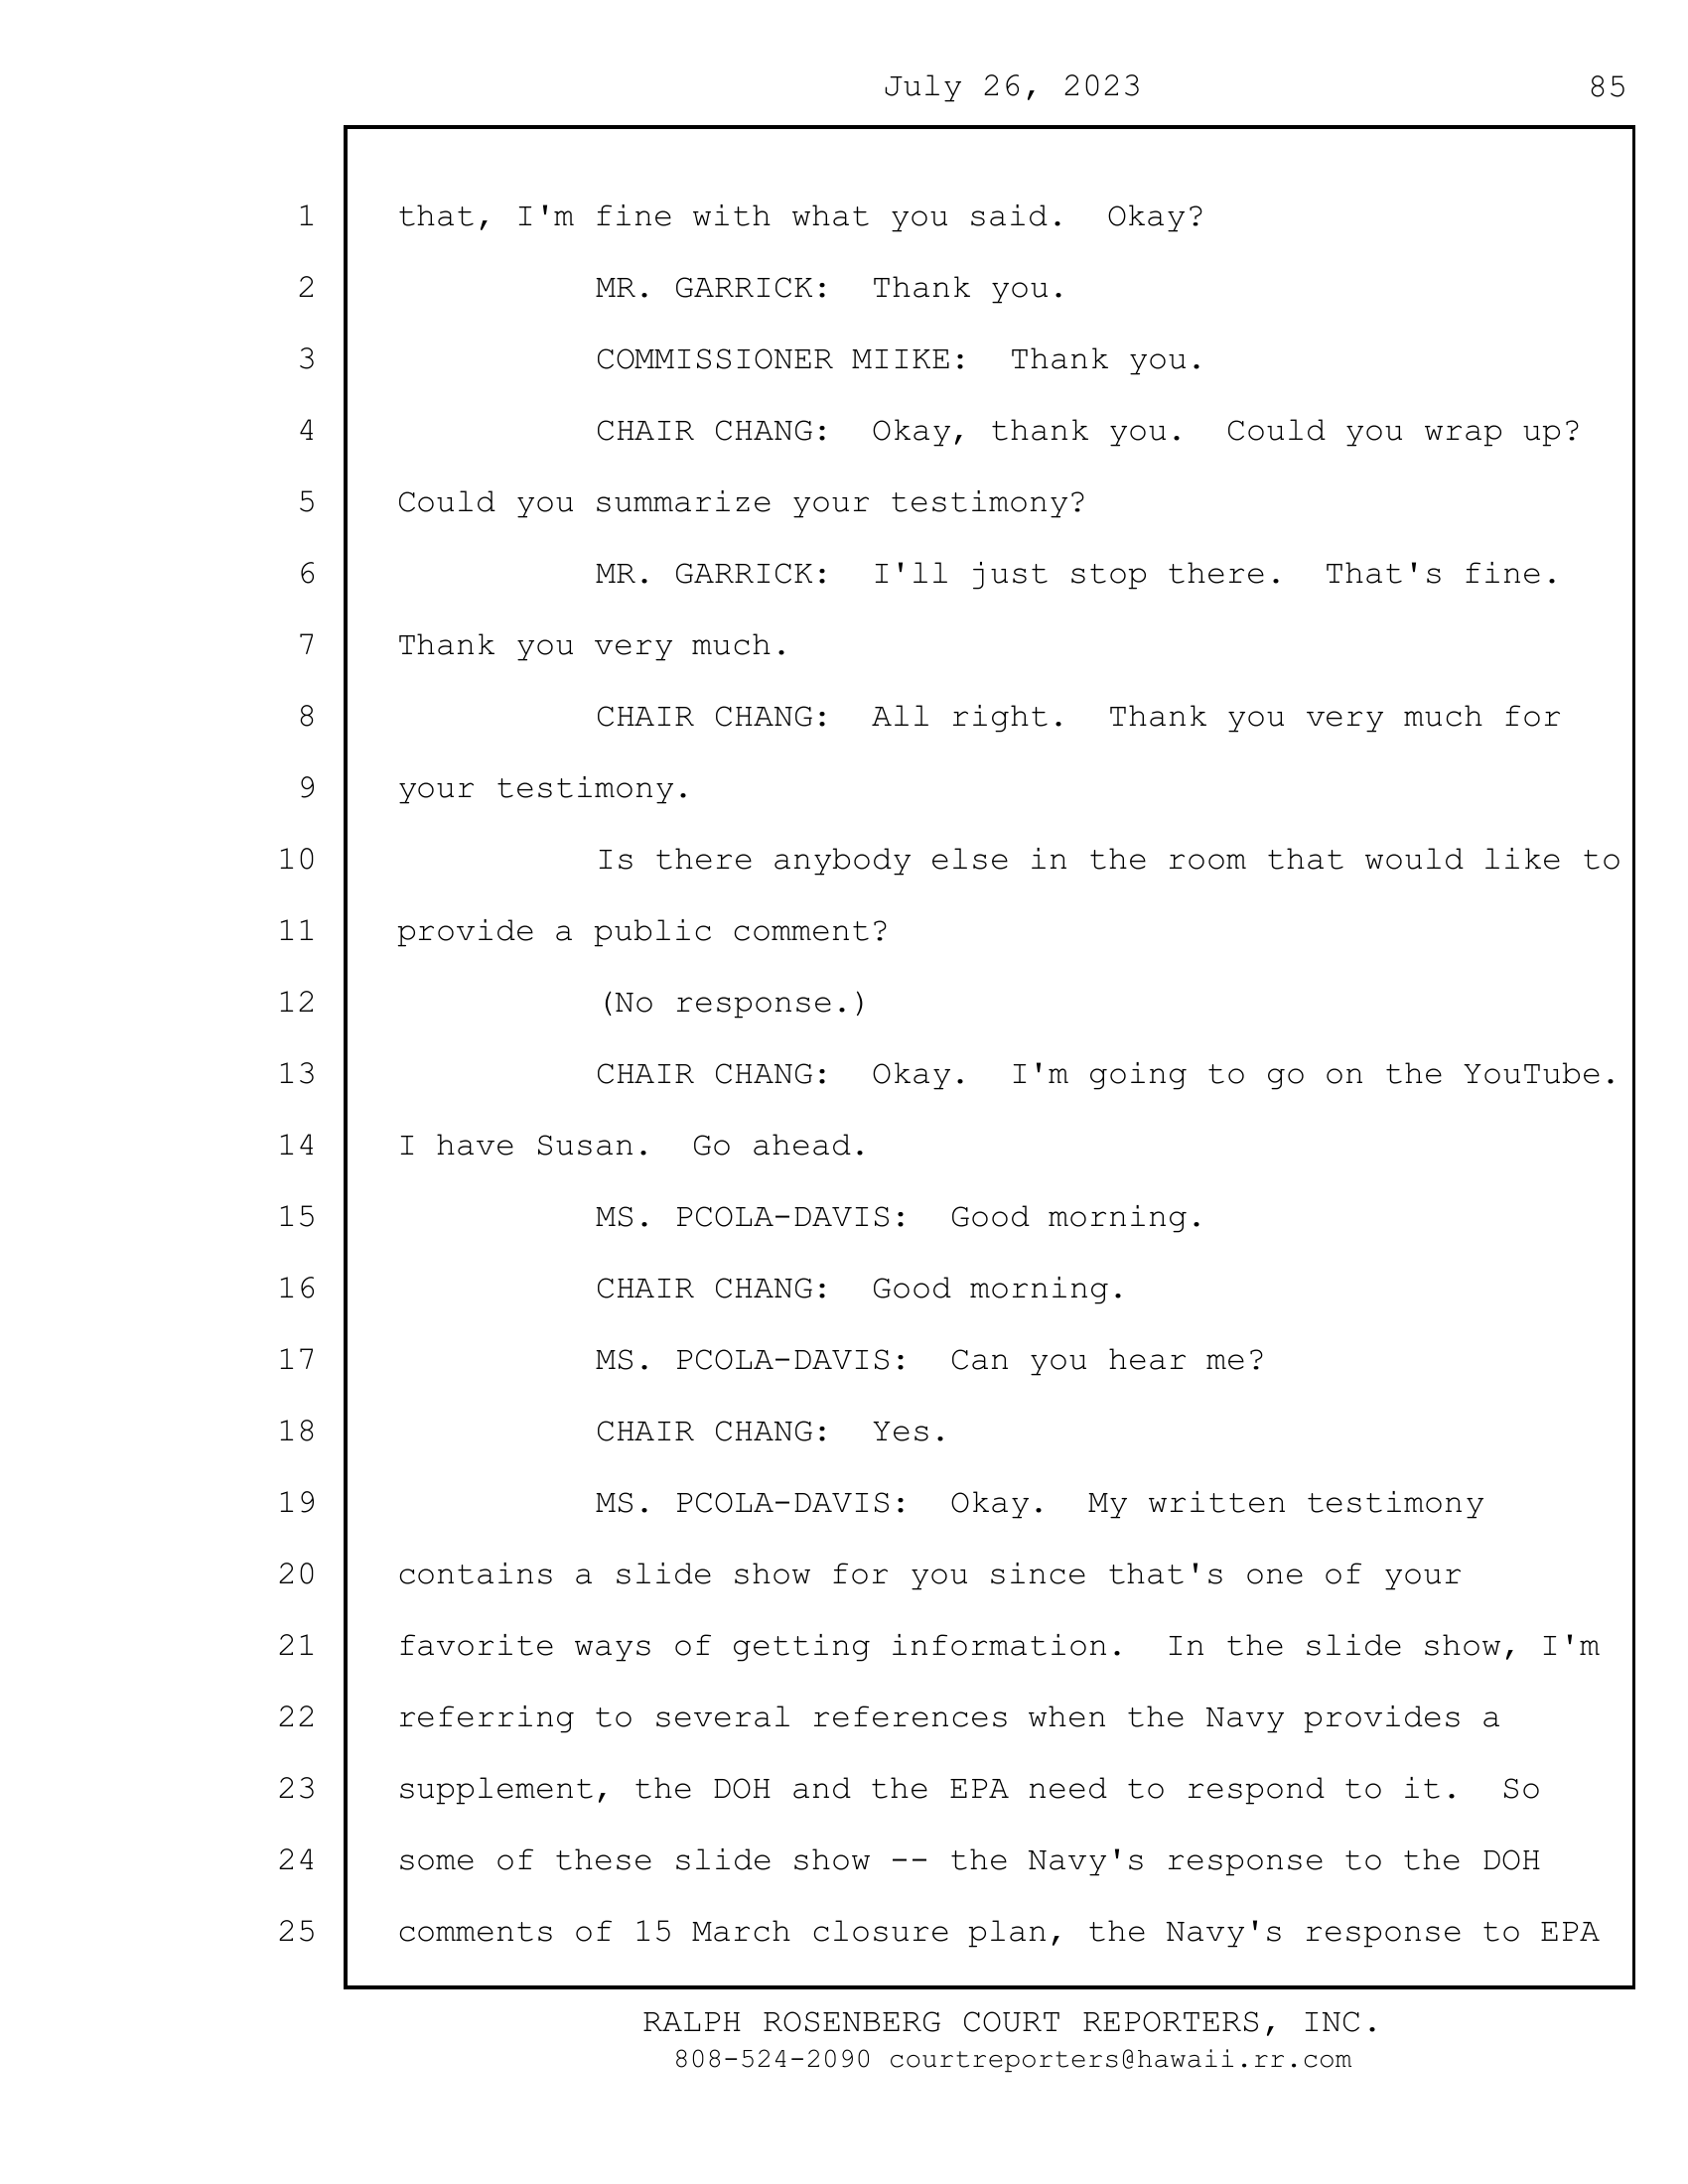 July 26, 2023 85
1 that, I'm fine with what you said.  Okay?
2 MR. GARRICK:  Thank you.
3 COMMISSIONER MIIKE:  Thank you.
4 CHAIR CHANG:  Okay, thank you.  Could you wrap up?
5 Could you summarize your testimony?
6 MR. GARRICK:  I'll just stop there.  That's fine.
7 Thank you very much.
8 CHAIR CHANG:  All right.  Thank you very much for
9 your testimony.
10 Is there anybody else in the room that would like to
11 provide a public comment?
12 (No response.)
13 CHAIR CHANG:  Okay.  I'm going to go on the YouTube.
14 I have Susan.  Go ahead.
15 MS. PCOLA-DAVIS:  Good morning.
16 CHAIR CHANG:  Good morning.
17 MS. PCOLA-DAVIS:  Can you hear me?
18 CHAIR CHANG:  Yes.
19 MS. PCOLA-DAVIS:  Okay.  My written testimony
20 contains a slide show for you since that's one of your
21 favorite ways of getting information.  In the slide show, I'm
22 referring to several references when the Navy provides a
23 supplement, the DOH and the EPA need to respond to it.  So
24 some of these slide show -- the Navy's response to the DOH
25 comments of 15 March closure plan, the Navy's response to EPA
RALPH ROSENBERG COURT REPORTERS, INC.
808-524-2090 courtreporters@hawaii.rr.com